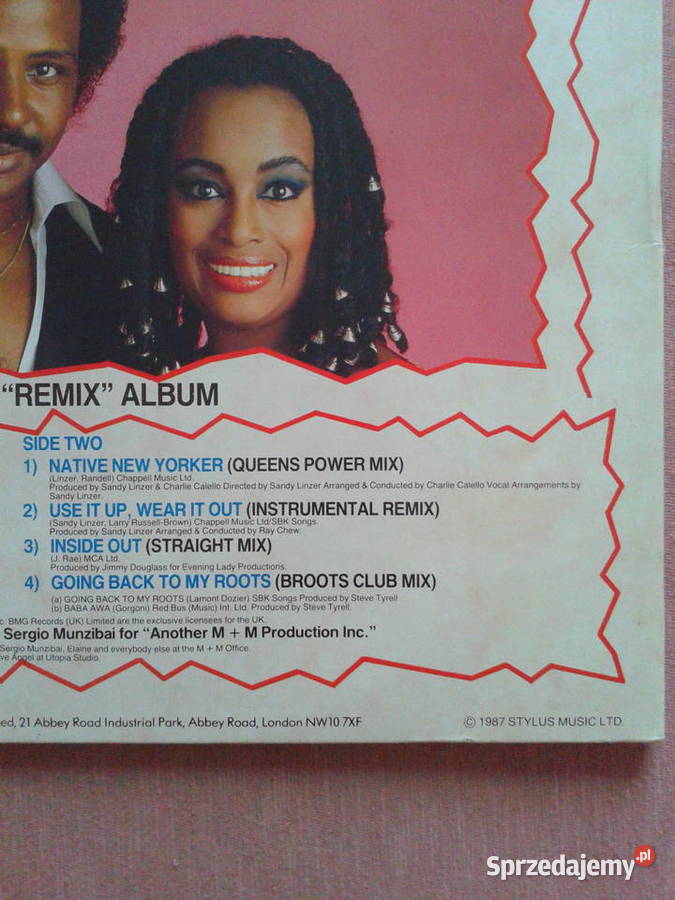 “REMIX” ALBUM
SIDE TWO
1) NATIVE NEW YORKER (QUEENS POWER MIX)
(Linzer, Randell) Chappell Music Ltd.
Produced by Sandy Linzer & Charlie Calello Directed by Sandy Linzer Arranged & Conducted by Charlie Calello Vocal Arrangements by
Sandy Linzer.
2) USE IT UP, WEAR IT OUT (INSTRUMENTAL REMIX)
(Sandy Linzer, Larry Russell-Brown) Chappell Music Ltd/SBK Songs.
Produced by Sandy Linzer Arranged & Conducted by Ray Chew.
3) INSIDE OUT (STRAIGHT MIX)
(J. Rae) MCA Ltd.
Produced by Jimmy Douglass for Evening Lady Productions.
4) GOING BACK TO MY ROOTS (BROOTS CLUB MIX)
(a) GOING BACK TO MY ROOTS (Lamont Dozier) SBK Songs Produced by Steve Tyrell
(b) BABA AWA (Gorgoni) Red Bus (Music) Int. Ltd. Produced by Steve Tyrell.
c. BMG Records (UK) Limited are the exclusive licensees for the UK.
Sergio Munzibai for “Another M + M Production Inc.”
Sergio Munzibai, Elaine and everybody else at the M + M Office.
ve Angel at Utopia Studio.
ed, 21 Abbey Road Industrial Park, Abbey Road, London NW10 7XF
© 1987 STYLUS MUSIC LTD.
Sprzedajemy.pl